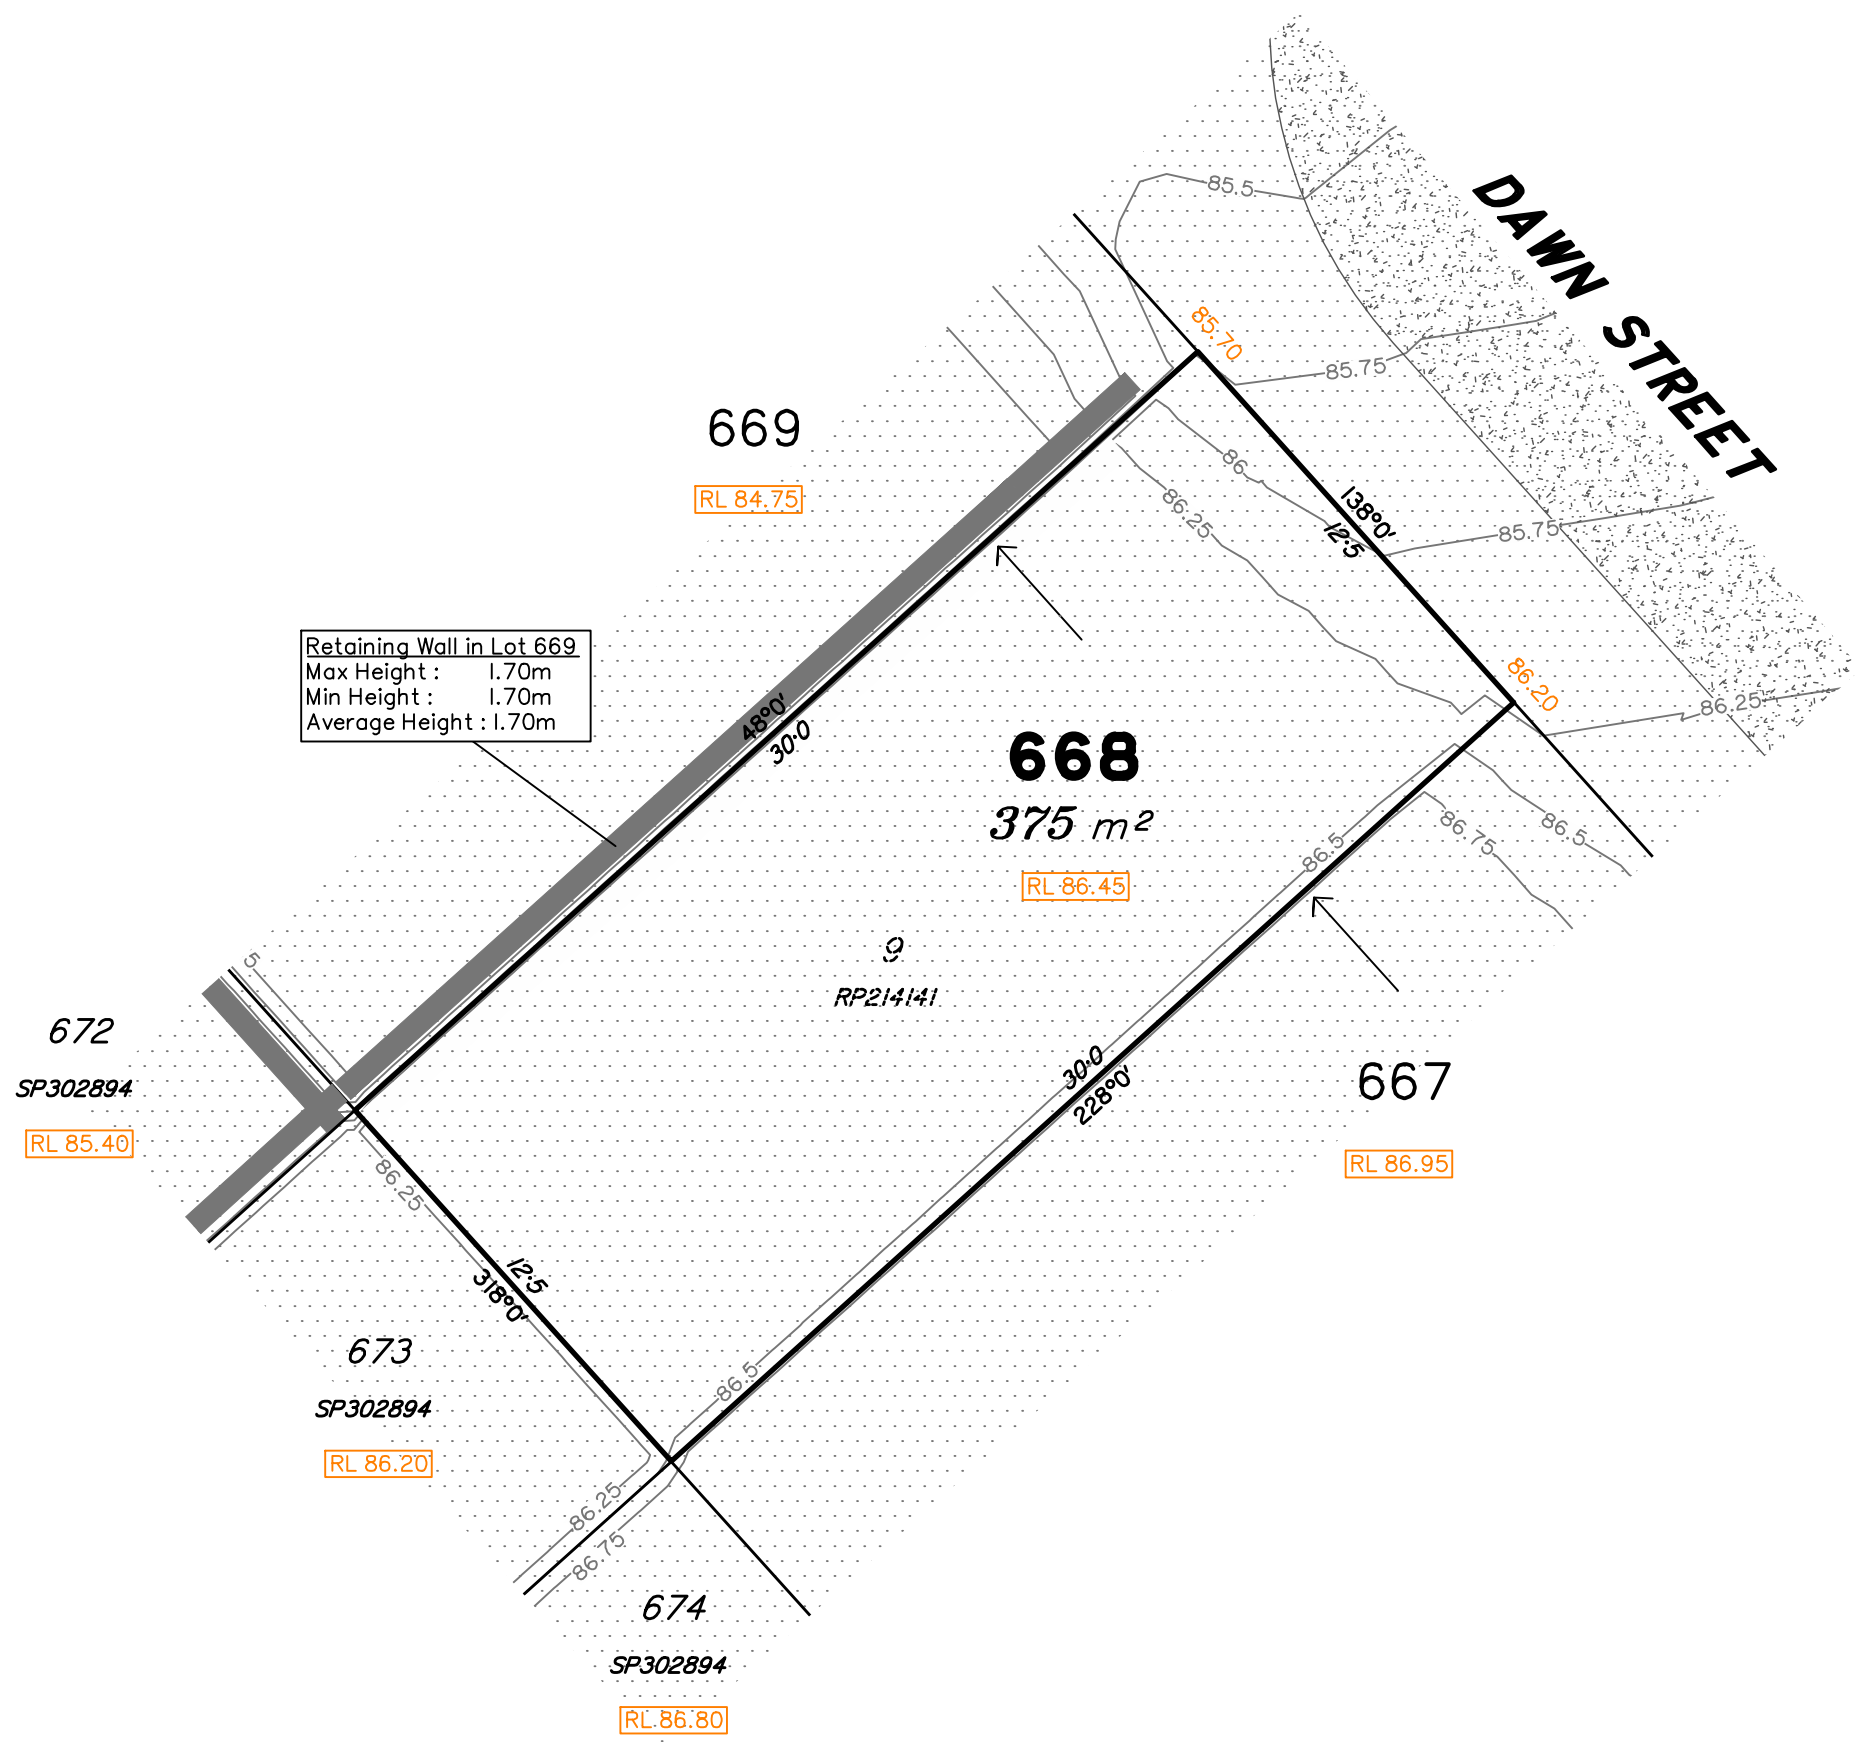 DAWN STREET
85.5
85.70
85.75
669
RL 84.75
86
86.25
138°0'
12·5
85.75
Retaining Wall in Lot 669
Max Height : 1.70m
Min Height : 1.70m
Average Height : 1.70m
48°0'
30·0
86.20
86.25
668
375 m²
RL 86.45
86.5
86.75
86.5
9
RP214141
5
672
SP302894
RL 85.40
30·0
228°0'
667
RL 86.95
86.25
12·5
318°0'
673
SP302894
RL 86.20
86.5
86.25
86.75
674
SP302894
RL 86.80